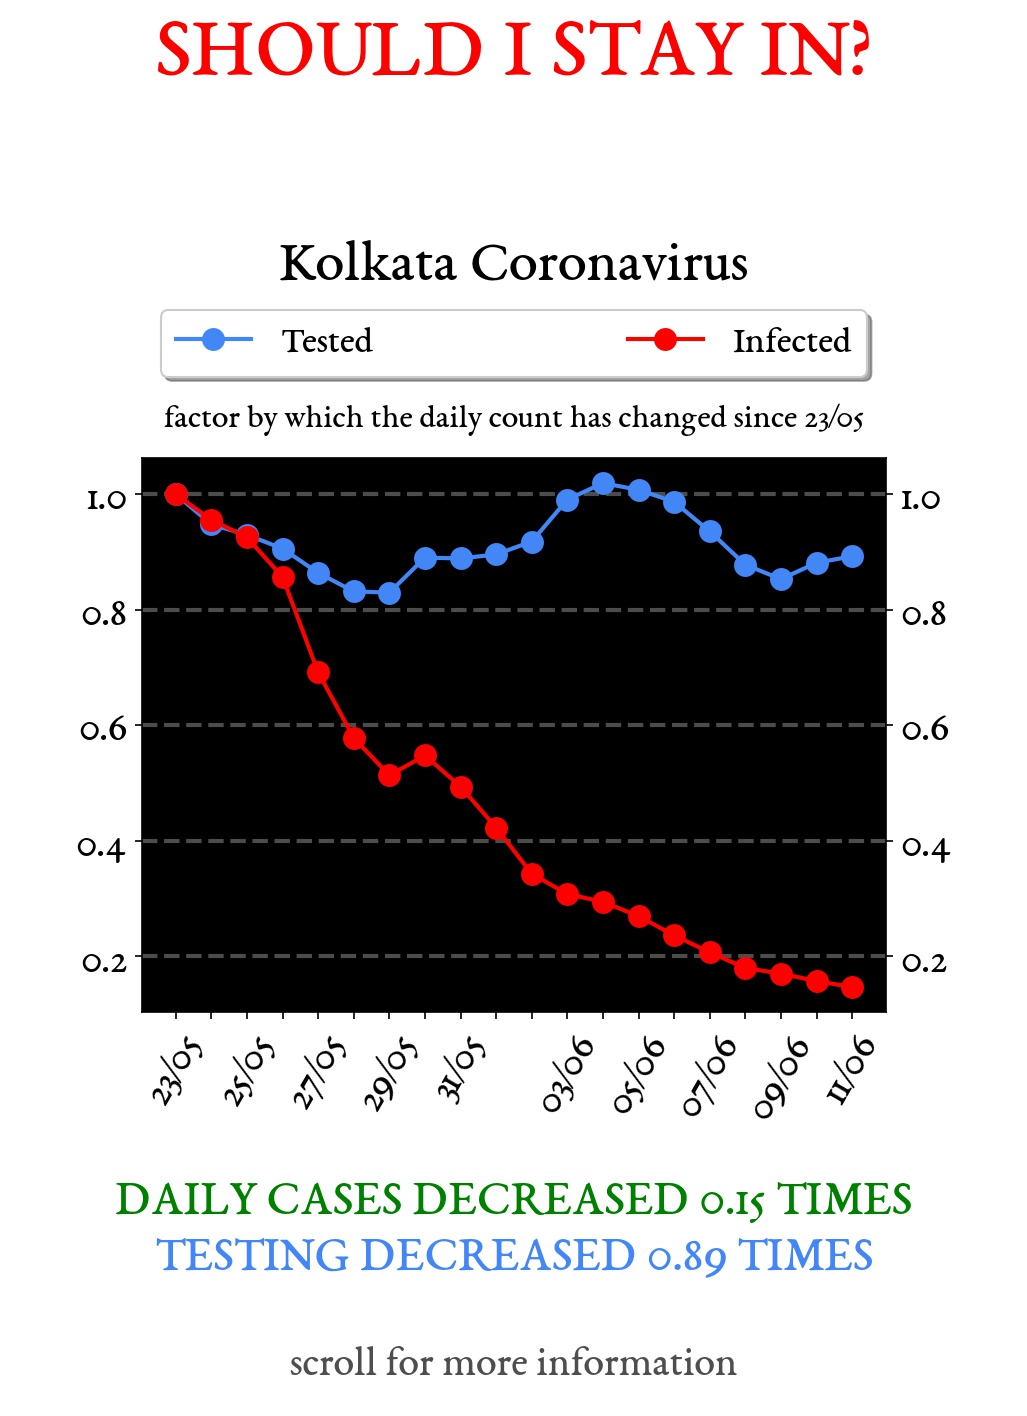 SHOULD I STAY IN?
Kolkata Coronavirus
Tested Infected
factor by which the daily count has changed since 23/05
1.0 1.0
0.8 0.8
0.6 0.6
0.4 0.4
0.2 0.2
23/05 25/05 27/05 29/05 31/05 03/06 05/06 07/06 09/06 11/06
DAILY CASES DECREASED 0.15 TIMES
TESTING DECREASED 0.89 TIMES
scroll for more information